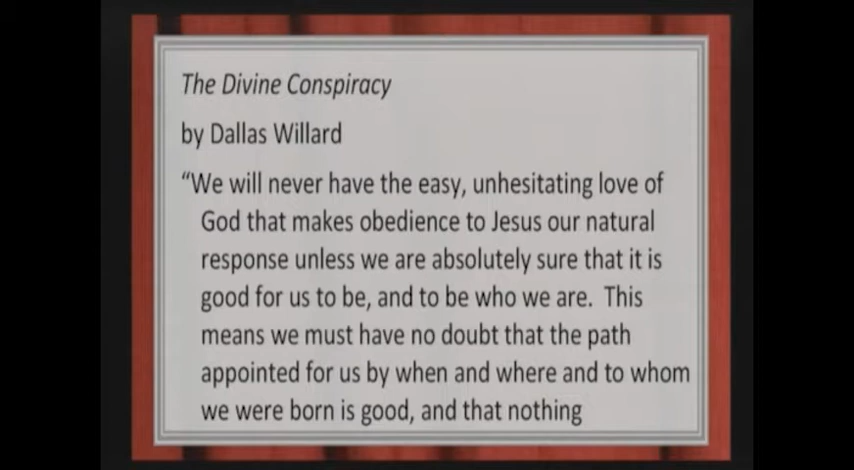 The Divine Conspiracy
by Dallas Willard
“We will never have the easy, unhesitating love of
God that makes obedience to Jesus our natural
response unless we are absolutely sure that it is
good for us to be, and to be who we are.  This
means we must have no doubt that the path
appointed for us by when and where and to whom
we were born is good, and that nothing